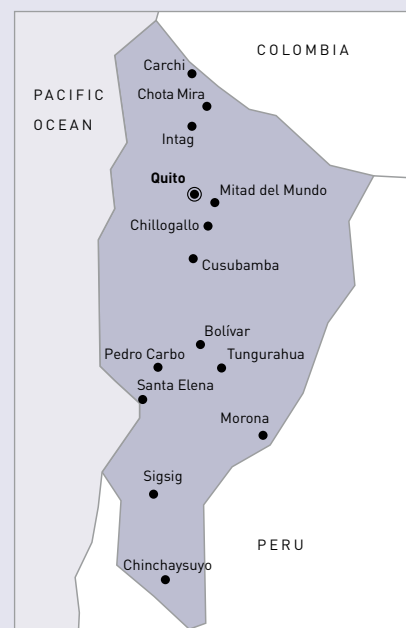 COLOMBIA
Carchi
PACIFIC
OCEAN
Chota Mira
Intag
Quito
Mitad del Mundo
Chillogallo
Cusubamba
Bolívar
Pedro Carbo
Tungurahua
Santa Elena
Morona
Sigsig
PERU
Chinchaysuyo